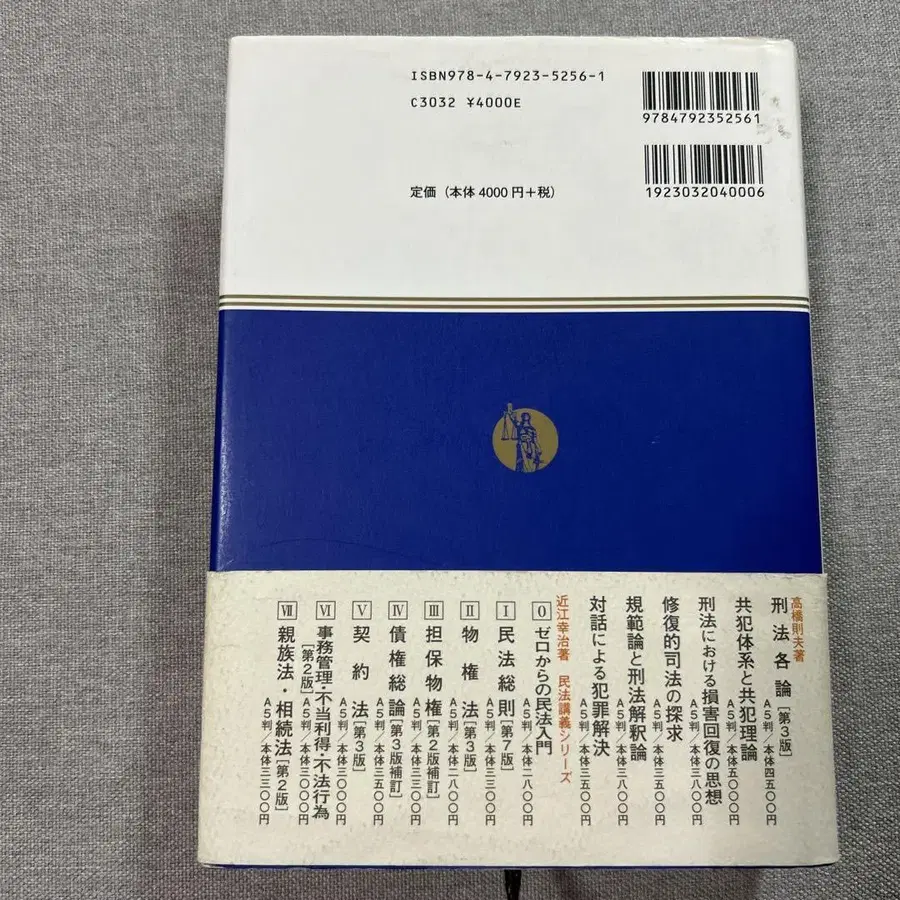 ISBN978-4-7923-5256-1
C3032 ¥4000E
9784792352561
1923032040006
定価（本体4000円＋税）
高橋則夫著
刑法各論［第3版］ A5判／本体四五〇〇円
共犯体系と共犯理論 A5判／本体五〇〇〇円
刑法における損害回復の思想 A5判／本体三八〇〇円
修復的司法の探求 A5判／本体三五〇〇円
規範論と刑法解釈論 A5判／本体三八〇〇円
対話による犯罪解決 A5判／本体三五〇〇円
近江幸治著 民法講義シリーズ
0 ゼロからの民法入門 A5判／本体二八〇〇円
Ⅰ 民法総則［第7版］ A5判／本体三三〇〇円
Ⅱ 物権法［第3版］ A5判／本体二八〇〇円
Ⅲ 担保物権［第2版補訂］ A5判／本体三〇〇〇円
Ⅳ 債権総論［第3版補訂］ A5判／本体三五〇〇円
Ⅴ 契約法［第3版］ A5判／本体三〇〇〇円
Ⅵ 事務管理・不当利得・不法行為［第2版］ A5判／本体三〇〇〇円
Ⅶ 親族法・相続法［第2版］ A5判／本体三三〇〇円